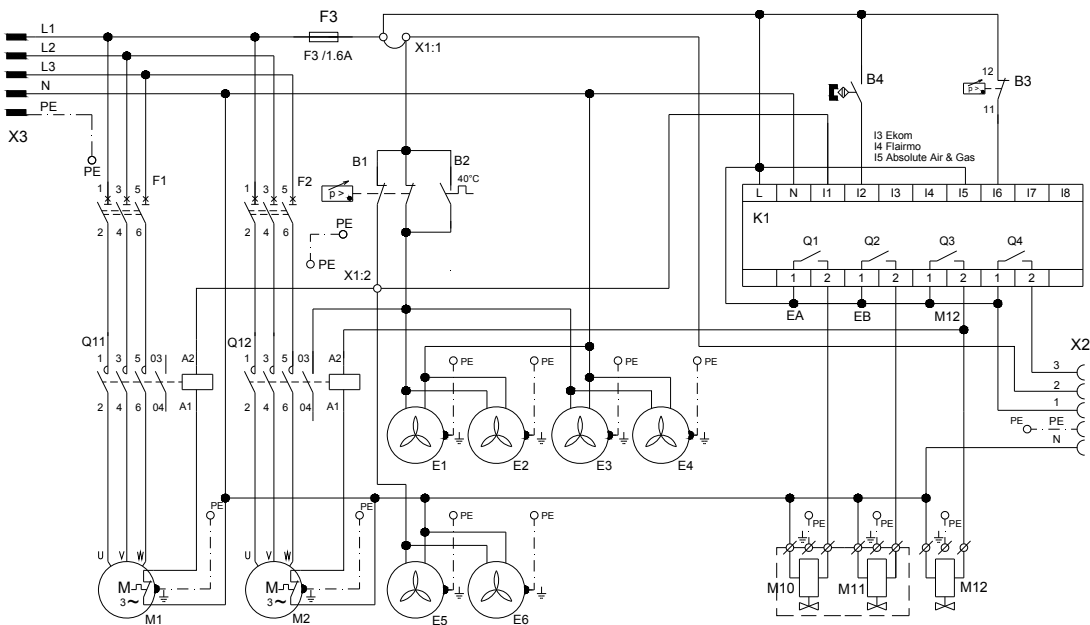 L1
L2
L3
N
PE
X3
PE
F3
F3 /1.6A
X1:1
B4
12
B3
p >
11
I3 Ekom
I4 Flairmo
I5 Absolute Air & Gas
F1
1 3 5
2 4 6
F2
1 3 5
2 4 6
B1
p >
B2
40°C
PE
PE
X1:2
L N I1 I2 I3 I4 I5 I6 I7 I8
K1
Q1 Q2 Q3 Q4
1 2 1 2 1 2 1 2
EA EB M12
Q11
1 3 5 03 A2
2 4 6 04 A1
Q12
1 3 5 03 A2
2 4 6 04 A1
X2
3
2
1
PE PE
N
PE PE PE PE
E1 E2 E3 E4
PE PE PE PE
PE PE PE
U V W
M
3 ~
M1
U V W
M
3 ~
M2
E5 E6
M10 M11 M12